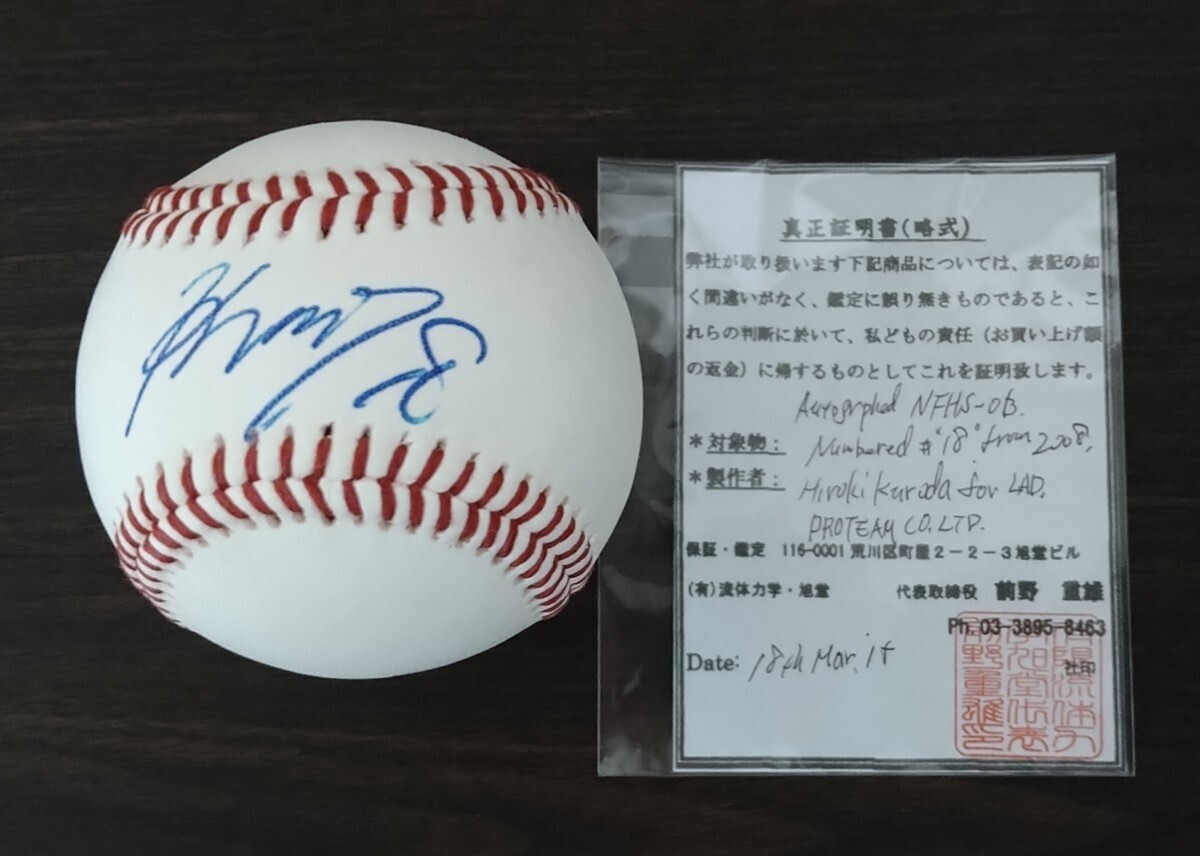 真正証明書(略式)
弊社が取り扱います下記商品については、表記の如
く間違いがなく、鑑定に誤り無きものであると、こ
れらの判断に於いて、私どもの責任(お買い上げ額
の返金)に帰するものとしてこれを証明致します。
Autographed NFHS-OB.
*対象物: Numbered #"18" from 2008.
*製作者: Hiroki Kuroda for LAD.
PROTEAM CO. LTD.
保証・鑑定 116-0001 荒川区町屋2-2-3旭堂ビル
(有)流体力学・旭堂 代表取締役 前野 重雄
Ph. 03-3895-6463
社印
Date: 18th Mar.